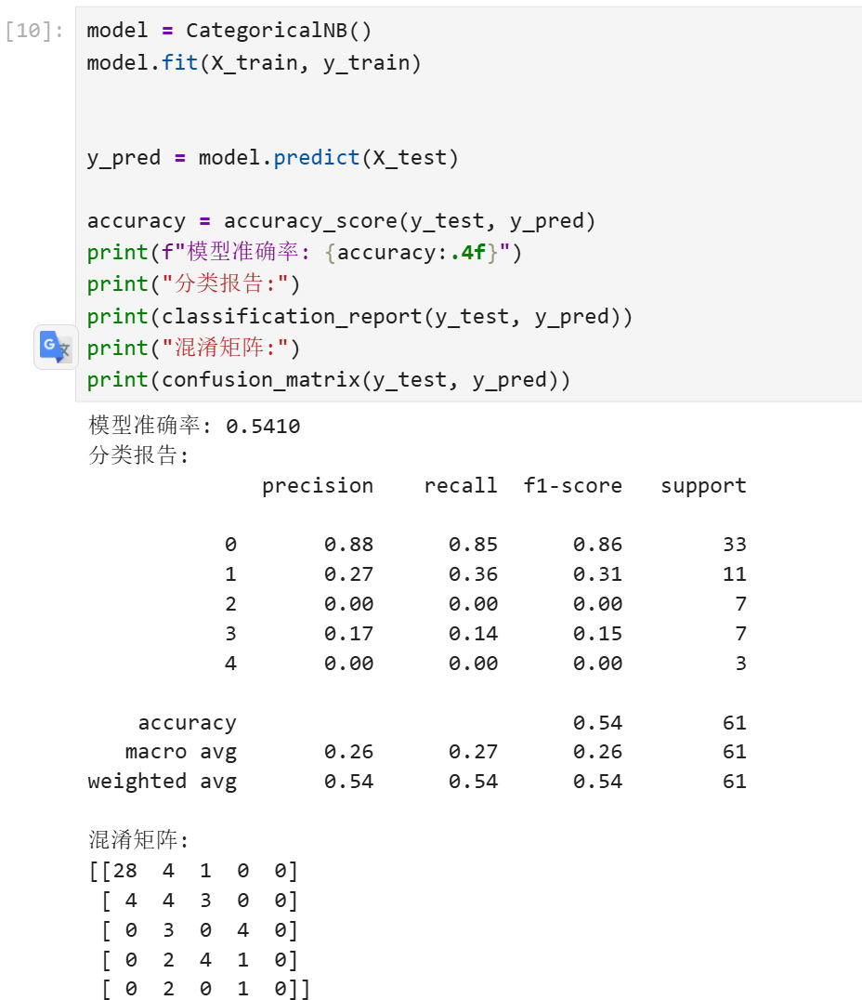 [10]:
model = CategoricalNB()
model.fit(X_train, y_train)
y_pred = model.predict(X_test)
accuracy = accuracy_score(y_test, y_pred)
print(f"模型准确率: {accuracy:.4f}")
print("分类报告:")
print(classification_report(y_test, y_pred))
print("混淆矩阵:")
print(confusion_matrix(y_test, y_pred))
G 文
模型准确率: 0.5410
分类报告:
precision recall f1-score support
0 0.88 0.85 0.86 33
1 0.27 0.36 0.31 11
2 0.00 0.00 0.00 7
3 0.17 0.14 0.15 7
4 0.00 0.00 0.00 3
accuracy 0.54 61
macro avg 0.26 0.27 0.26 61
weighted avg 0.54 0.54 0.54 61
混淆矩阵:
[[28 4 1 0 0]
[ 4 4 3 0 0]
[ 0 3 0 4 0]
[ 0 2 4 1 0]
[ 0 2 0 1 0]]